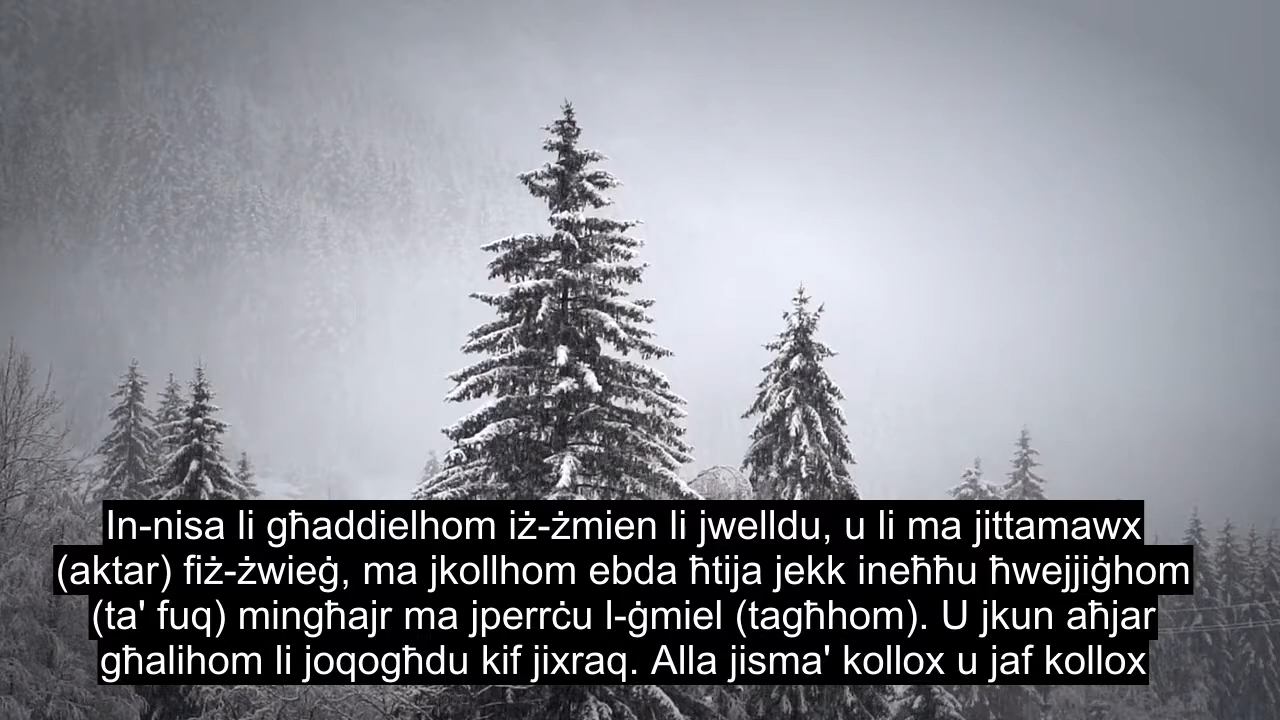 In-nisa li għaddielhom iż-żmien li jwelldu, u li ma jittamawx
(aktar) fiż-żwieġ, ma jkollhom ebda ħtija jekk ineħħu ħwejjiġhom
(ta' fuq) mingħajr ma jperrċu l-ġmiel (tagħhom). U jkun aħjar
għalihom li joqogħdu kif jixraq. Alla jisma' kollox u jaf kollox